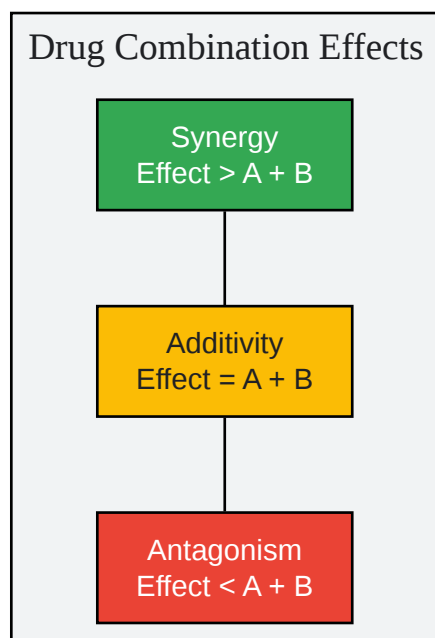 Drug Combination Effects
Synergy
Effect > A + B
Additivity
Effect = A + B
Antagonism
Effect < A + B